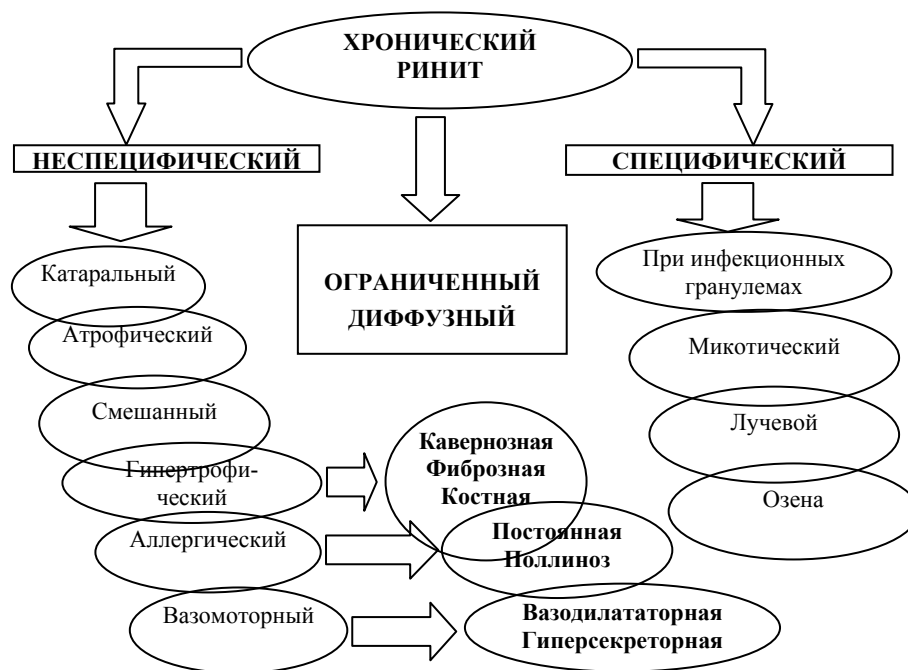 ХРОНИЧЕСКИЙ
РИНИТ
НЕСПЕЦИФИЧЕСКИЙ
СПЕЦИФИЧЕСКИЙ
ОГРАНИЧЕННЫЙ
ДИФФУЗНЫЙ
Катаральный
Атрофический
Смешанный
Гипертрофи-
ческий
Аллергический
Вазомоторный
Кавернозная
Фиброзная
Костная
Постоянная
Поллиноз
Вазодилататорная
Гиперсекреторная
При инфекционных
гранулемах
Микотический
Лучевой
Озена